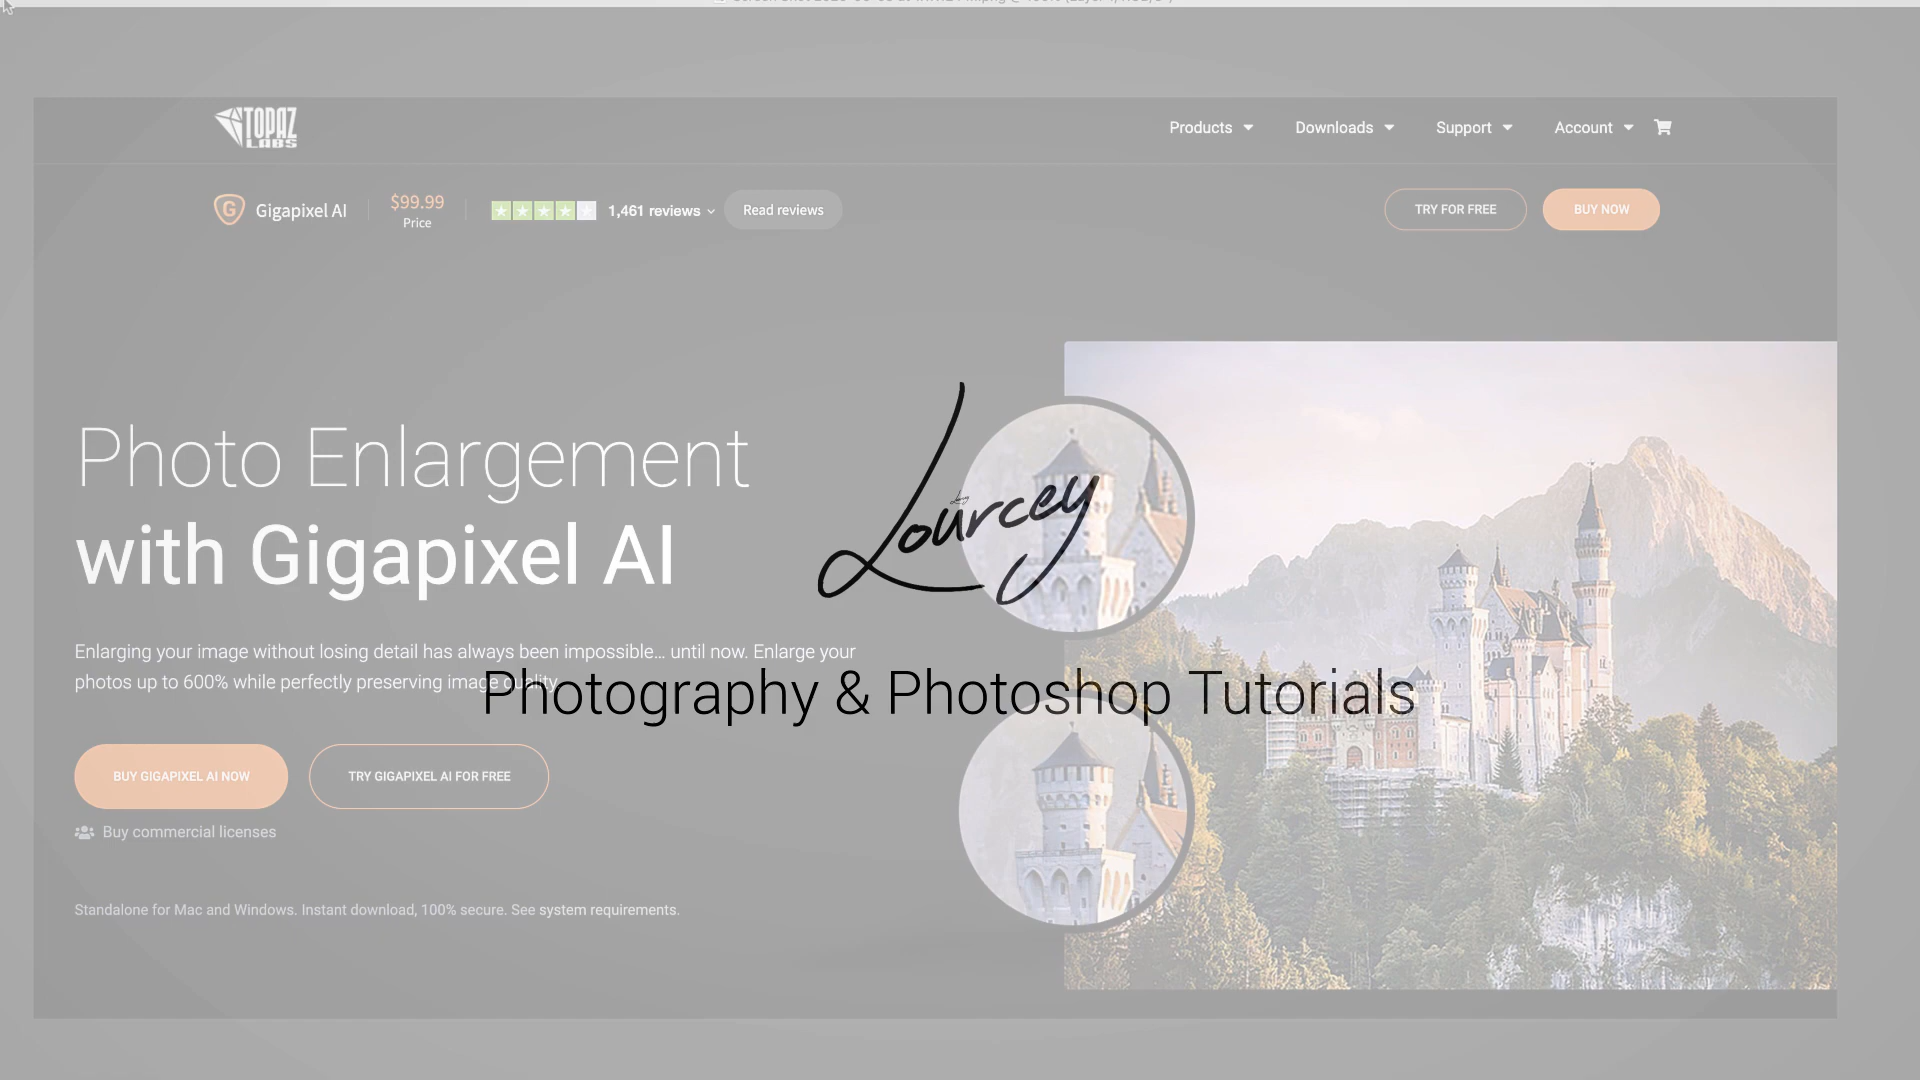 TOPAZ
LABS
Products
Downloads
Support
Account
G
Gigapixel AI
$99.99
Price
1,461 reviews
Read reviews
TRY FOR FREE
BUY NOW
Photo Enlargement
with Gigapixel AI
Lourcey
Enlarging your image without losing detail has always been impossible... until now. Enlarge your
photos up to 600% while perfectly preserving image quality.
Photography & Photoshop Tutorials
BUY GIGAPIXEL AI NOW
TRY GIGAPIXEL AI FOR FREE
Buy commercial licenses
Standalone for Mac and Windows. Instant download, 100% secure. See system requirements.